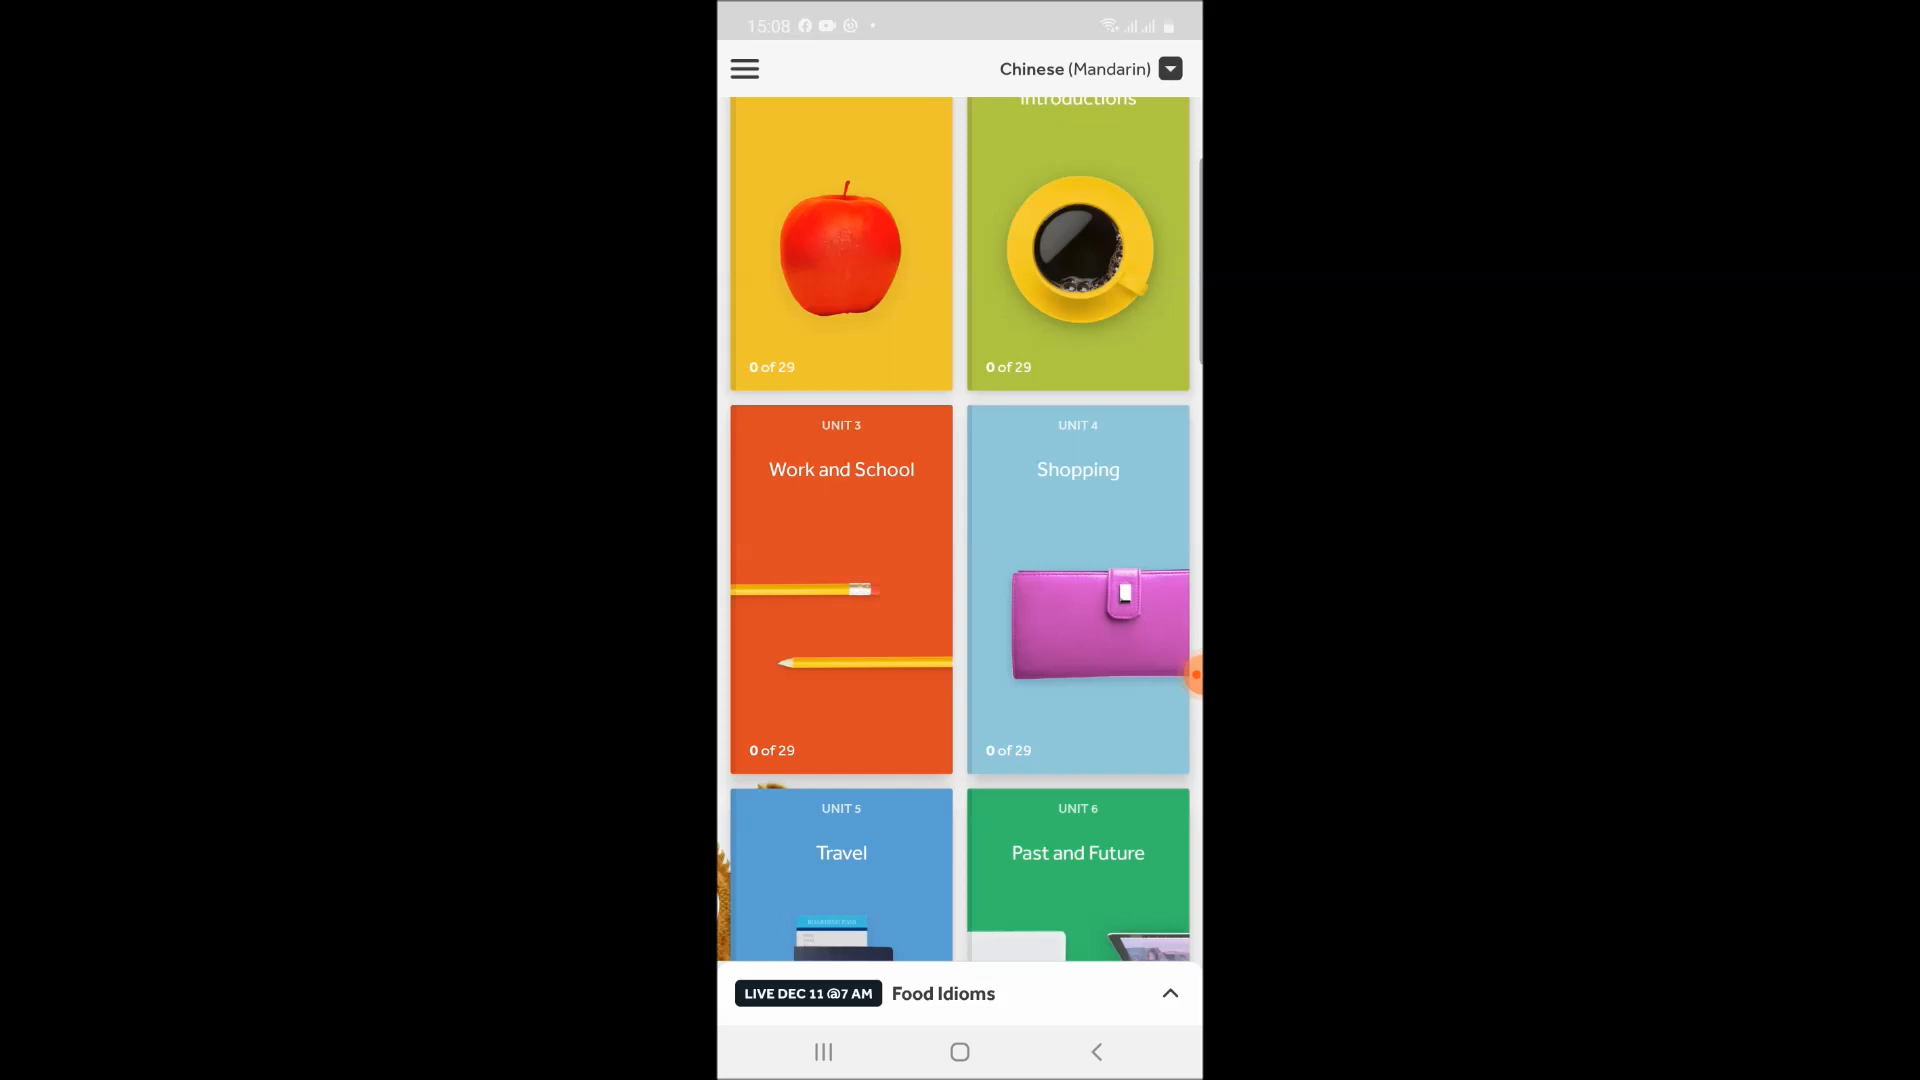 15:08
Chinese (Mandarin)
Introductions
0 of 29
0 of 29
UNIT 3
Work and School
0 of 29
UNIT 4
Shopping
0 of 29
UNIT 5
Travel
UNIT 6
Past and Future
LIVE DEC 11 @7 AM Food Idioms